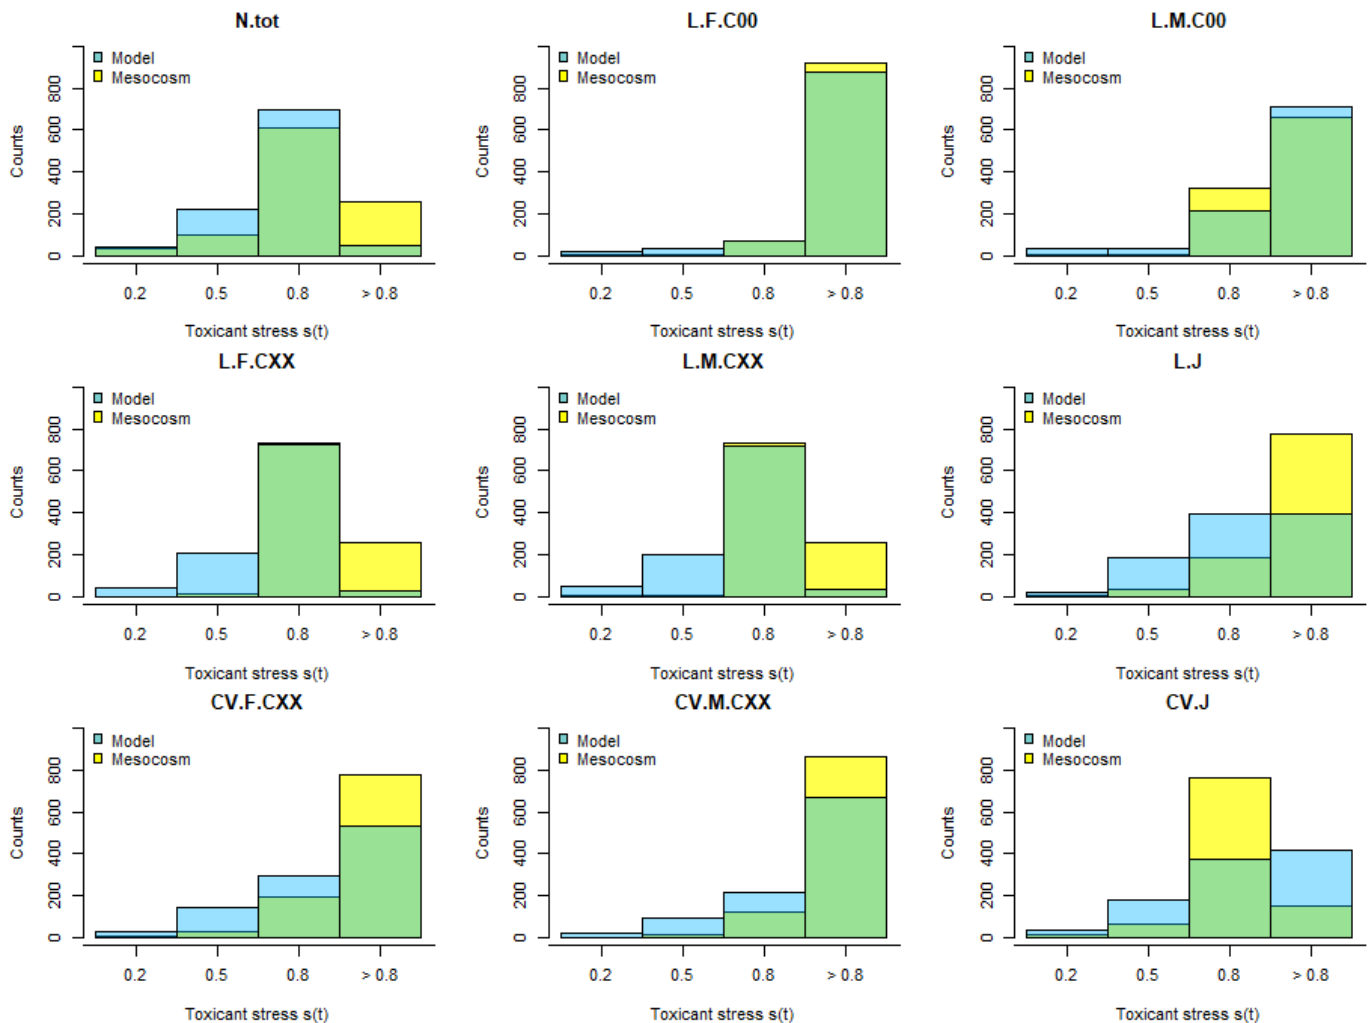 N.tot
Model
Mesocosm
Counts
0 200 400 600 800
0.2 0.5 0.8 > 0.8
Toxicant stress s(t)
L.F.C00
Model
Mesocosm
Counts
0 200 400 600 800
0.2 0.5 0.8 > 0.8
Toxicant stress s(t)
L.M.C00
Model
Mesocosm
Counts
0 200 400 600 800
0.2 0.5 0.8 > 0.8
Toxicant stress s(t)
L.F.CXX
Model
Mesocosm
Counts
0 200 400 600 800
0.2 0.5 0.8 > 0.8
Toxicant stress s(t)
L.M.CXX
Model
Mesocosm
Counts
0 200 400 600 800
0.2 0.5 0.8 > 0.8
Toxicant stress s(t)
L.J
Model
Mesocosm
Counts
0 200 400 600 800
0.2 0.5 0.8 > 0.8
Toxicant stress s(t)
CV.F.CXX
Model
Mesocosm
Counts
0 200 400 600 800
0.2 0.5 0.8 > 0.8
Toxicant stress s(t)
CV.M.CXX
Model
Mesocosm
Counts
0 200 400 600 800
0.2 0.5 0.8 > 0.8
Toxicant stress s(t)
CV.J
Model
Mesocosm
Counts
0 200 400 600 800
0.2 0.5 0.8 > 0.8
Toxicant stress s(t)